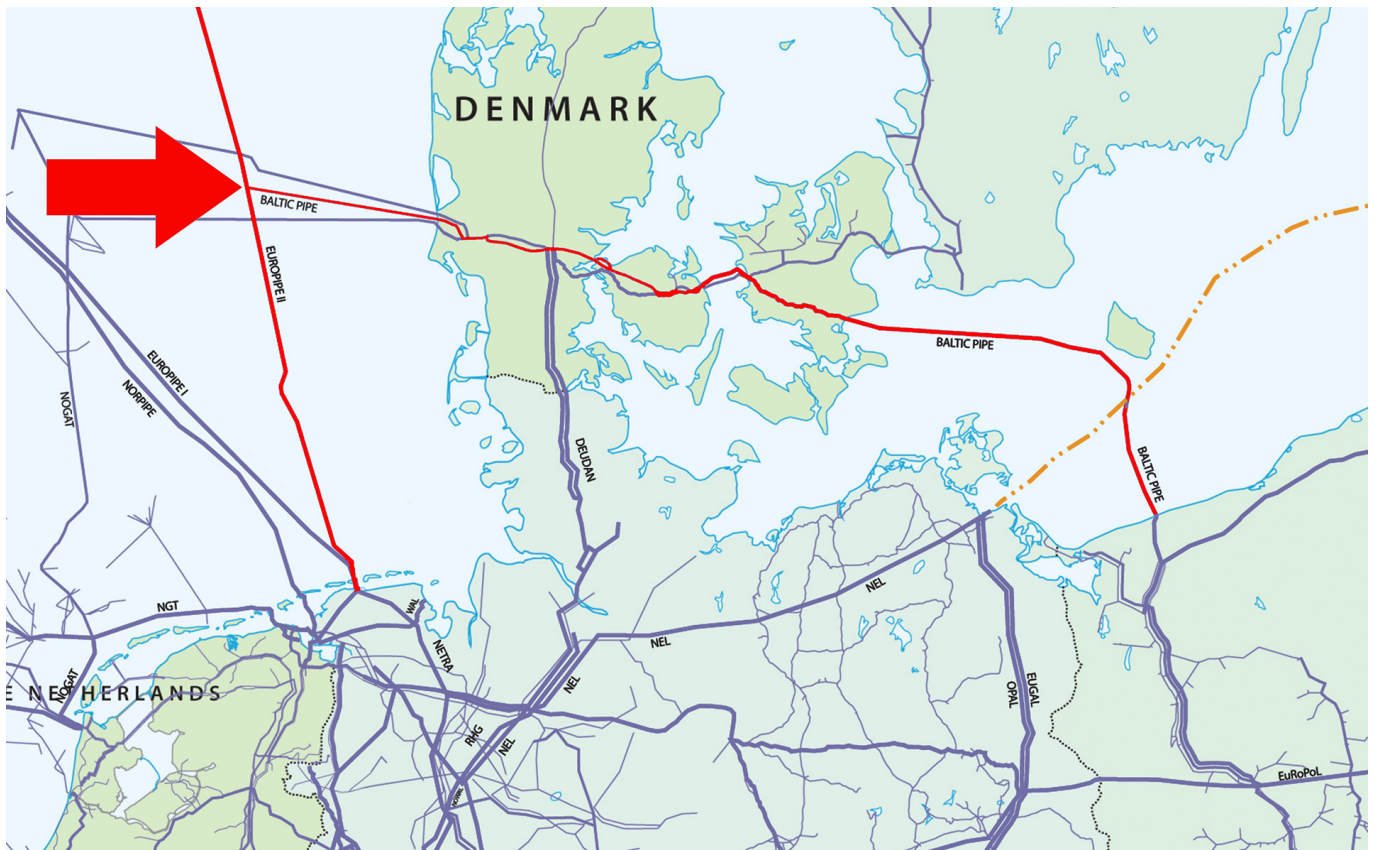 DENMARK
BALTIC PIPE
EUROPIPE II
BALTIC PIPE
EUROPIPE I
NORPIPE
NOGAT
DEUDAN
BALTIC PIPE
NEL
NGT
WAL
NEL
NETRA
NOGAT
E NETHERLANDS
NEL
EUGAL
OPAL
RHG
NEL
EuRoPoL